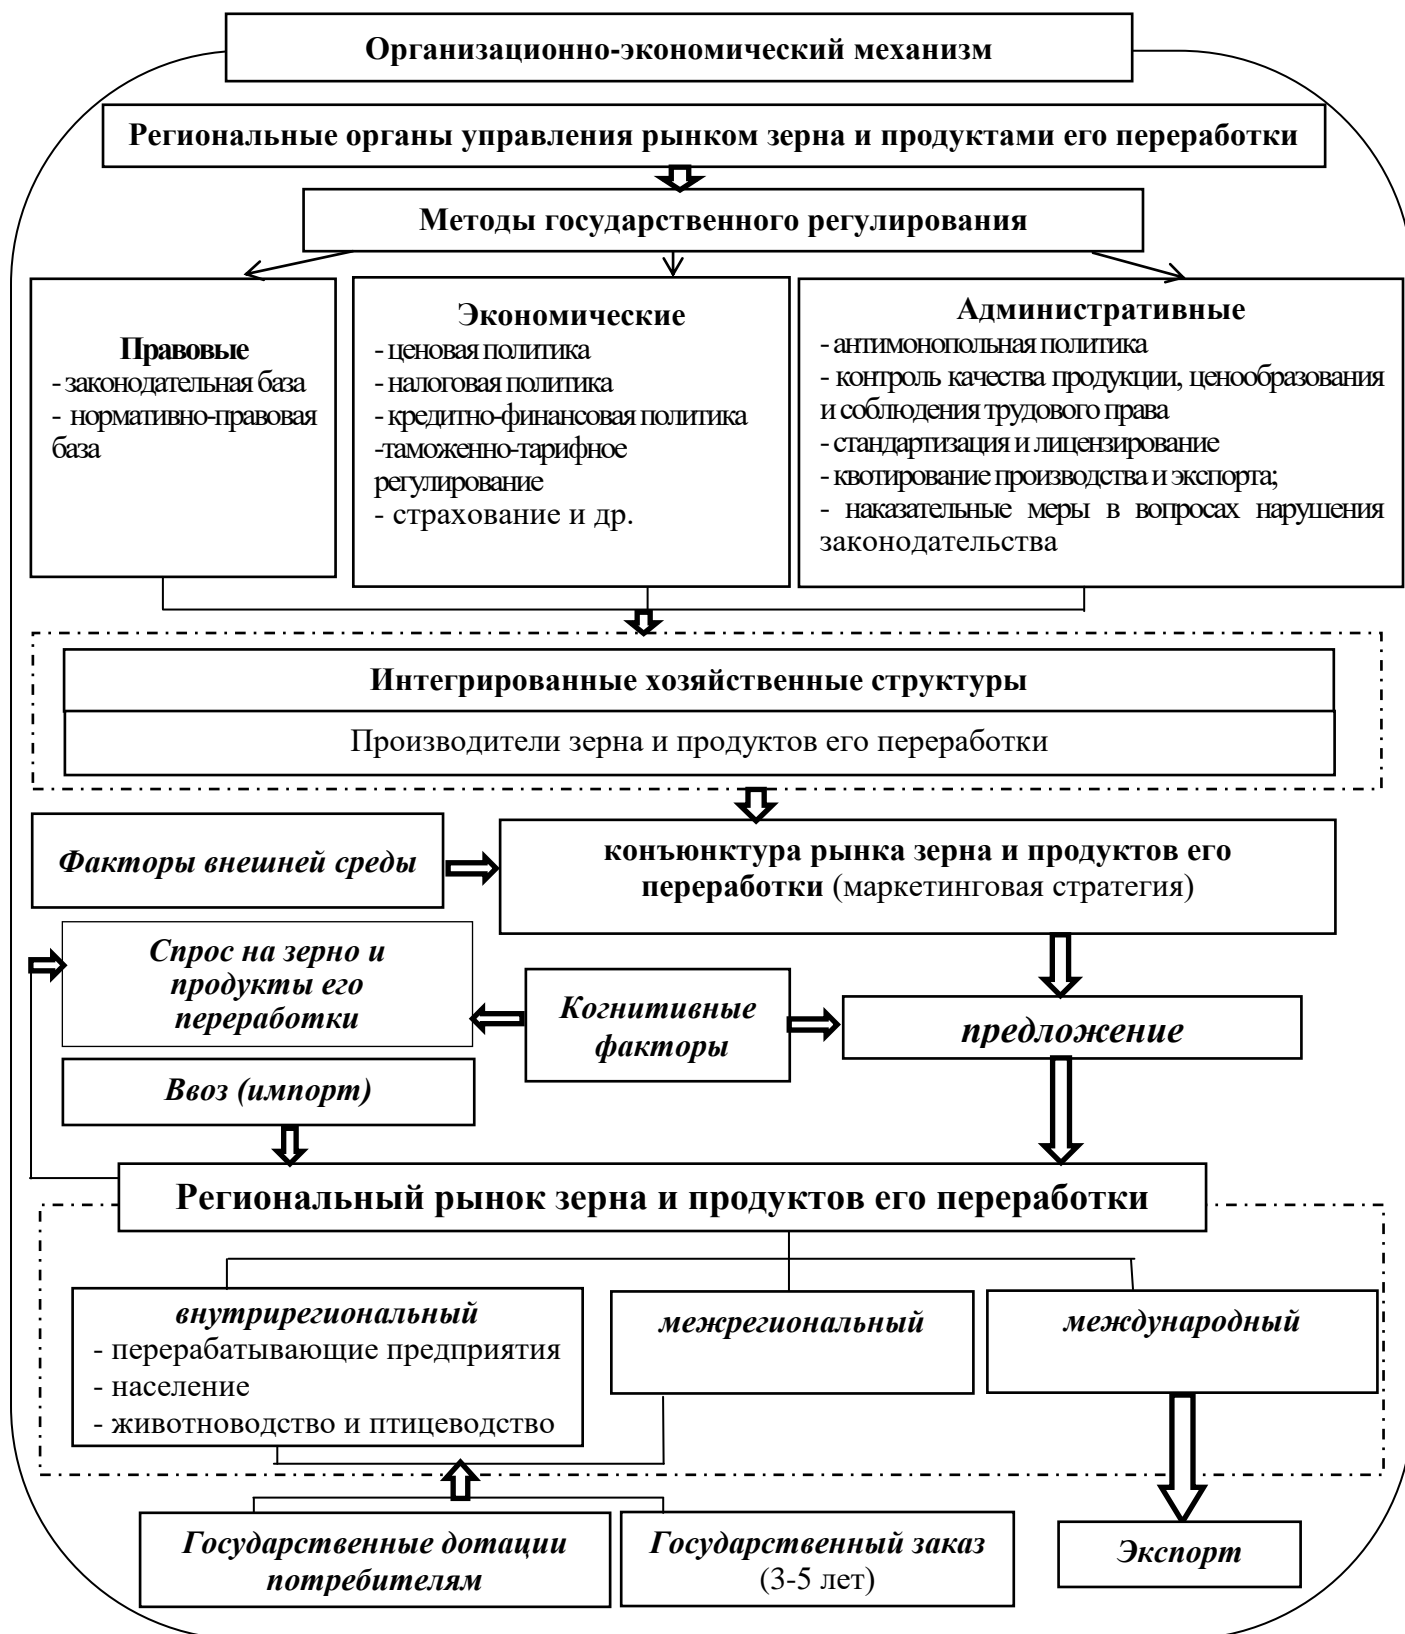 Организационно-экономический механизм
Региональные органы управления рынком зерна и продуктами его переработки
Методы государственного регулирования
Правовые
- законодательная база
- нормативно-правовая
база
Экономические
- ценовая политика
- налоговая политика
- кредитно-финансовая политика
-таможенно-тарифное
регулирование
- страхование и др.
Административные
- антимонопольная политика
- контроль качества продукции, ценообразования
и соблюдения трудового права
- стандартизация и лицензирование
- квотирование производства и экспорта;
- наказательные меры в вопросах нарушения
законодательства
Интегрированные хозяйственные структуры
Производители зерна и продуктов его переработки
Факторы внешней среды
конъюнктура рынка зерна и продуктов его
переработки (маркетинговая стратегия)
Спрос на зерно и
продукты его
переработки
Когнитивные
факторы
предложение
Ввоз (импорт)
Региональный рынок зерна и продуктов его переработки
внутрирегиональный
- перерабатывающие предприятия
- население
- животноводство и птицеводство
межрегиональный
международный
Государственные дотации
потребителям
Государственный заказ
(3-5 лет)
Экспорт